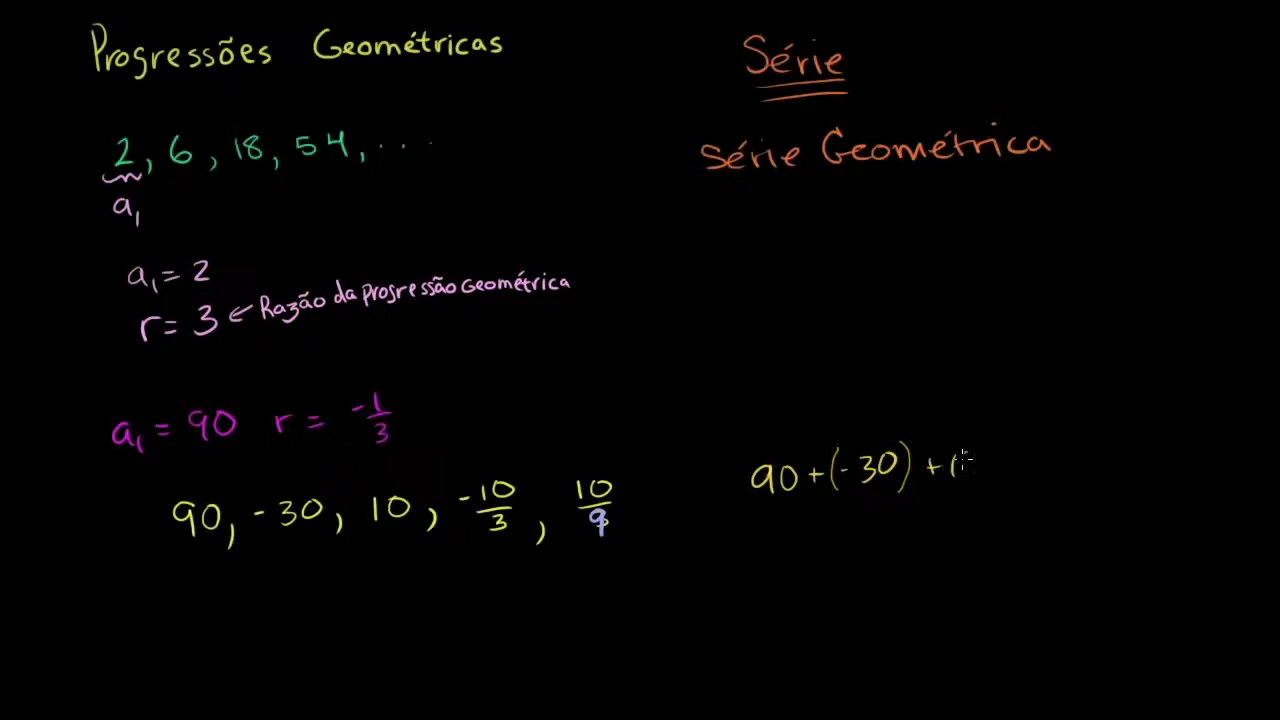 Progressões Geométricas
2, 6, 18, 54, ...
a₁
a₁ = 2
r = 3 ← Razão da progressão Geométrica
a₁ = 90 r = -1/3
90, -30, 10, -10/3, 10/9
Série
Série Geométrica
90 + (-30) +